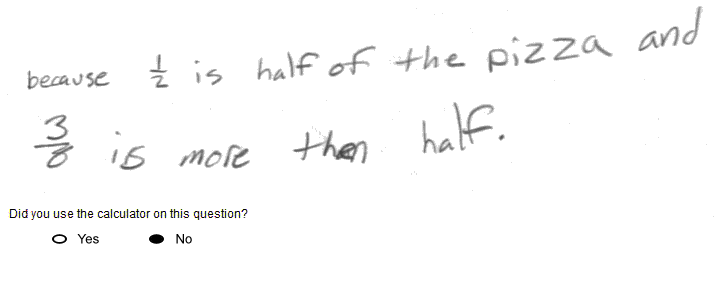 because 1/2 is half of the pizza and
3/8 is more then half.
Did you use the calculator on this question?
Yes No